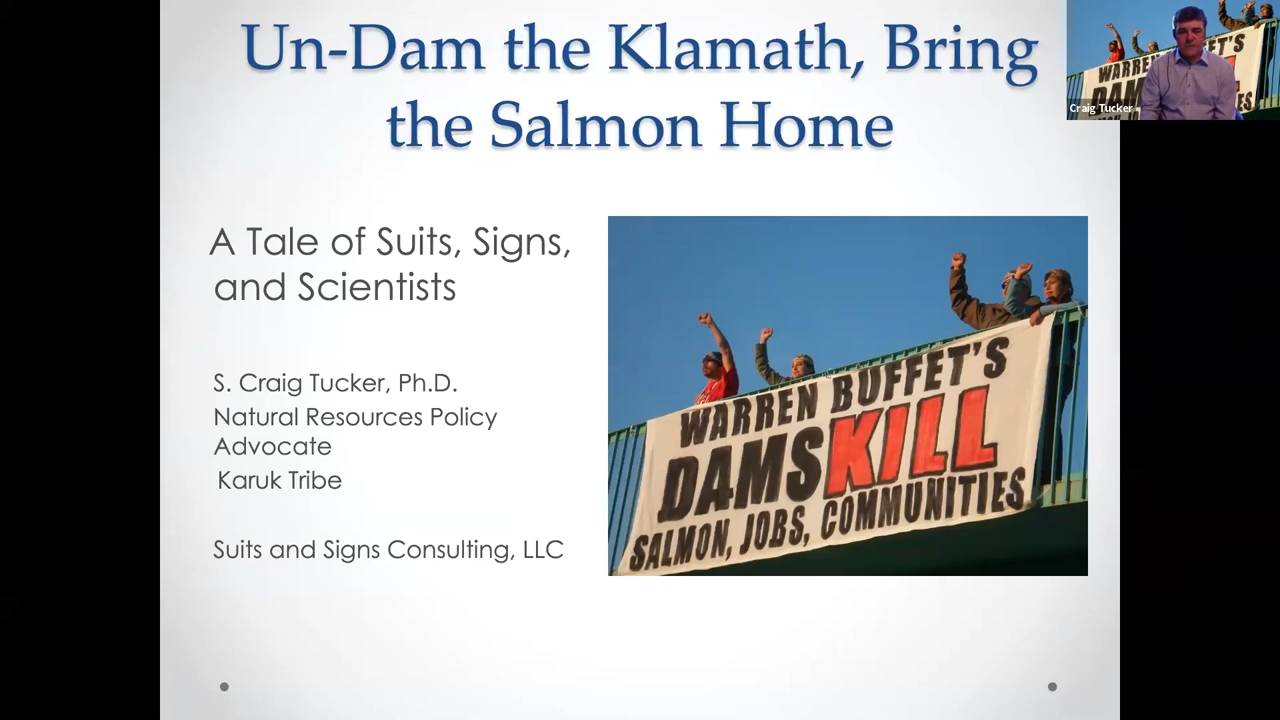 Un-Dam the Klamath, Bring
the Salmon Home
A Tale of Suits, Signs,
and Scientists
S. Craig Tucker, Ph.D.
Natural Resources Policy
Advocate
Karuk Tribe
Suits and Signs Consulting, LLC
WARREN BUFFET'S
DAMS KILL
SALMON, JOBS, COMMUNITIES
Craig Tucker